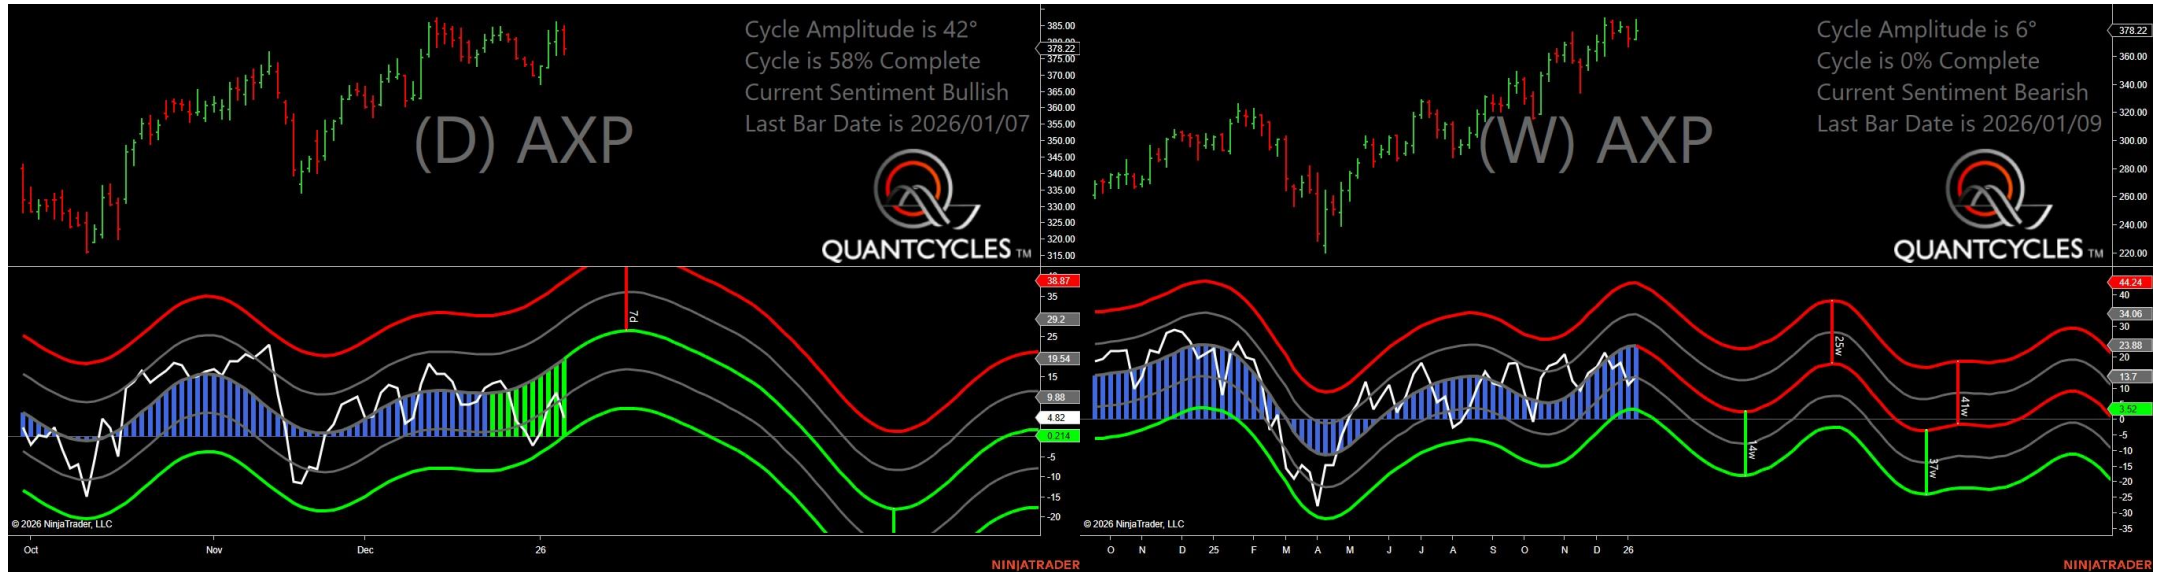 Cycle Amplitude is 42°
Cycle is 58% Complete
Current Sentiment Bullish
Last Bar Date is 2026/01/07
(D) AXP
QUANTCYCLES TM
385.00
378.22
375.00
370.00
365.00
360.00
355.00
350.00
345.00
340.00
335.00
330.00
325.00
320.00
315.00
38.87
35
29.2
25
19.54
15
9.88
4.82
0.214
-5
-10
-15
-20
7d
© 2026 NinjaTrader, LLC
Oct Nov Dec 26
NINJATRADER
Cycle Amplitude is 6°
Cycle is 0% Complete
Current Sentiment Bearish
Last Bar Date is 2026/01/09
(W) AXP
QUANTCYCLES TM
378.22
360.00
340.00
320.00
300.00
280.00
260.00
240.00
220.00
44.24
40
34.06
30
23.88
20
13.7
10
3.52
0
-5
-10
-15
-20
-25
-30
-35
14w
25w
37w
41w
© 2026 NinjaTrader, LLC
O N D 25 F M A M J J A S O N D 26
NINJATRADER